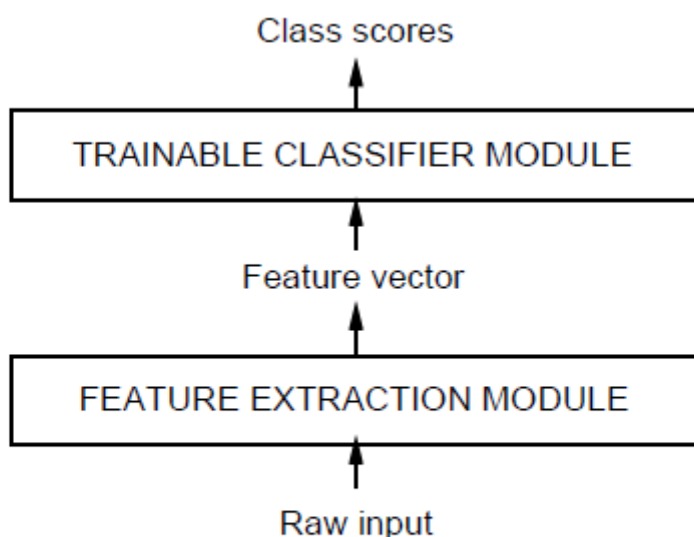 Class scores
TRAINABLE CLASSIFIER MODULE
Feature vector
FEATURE EXTRACTION MODULE
Raw input